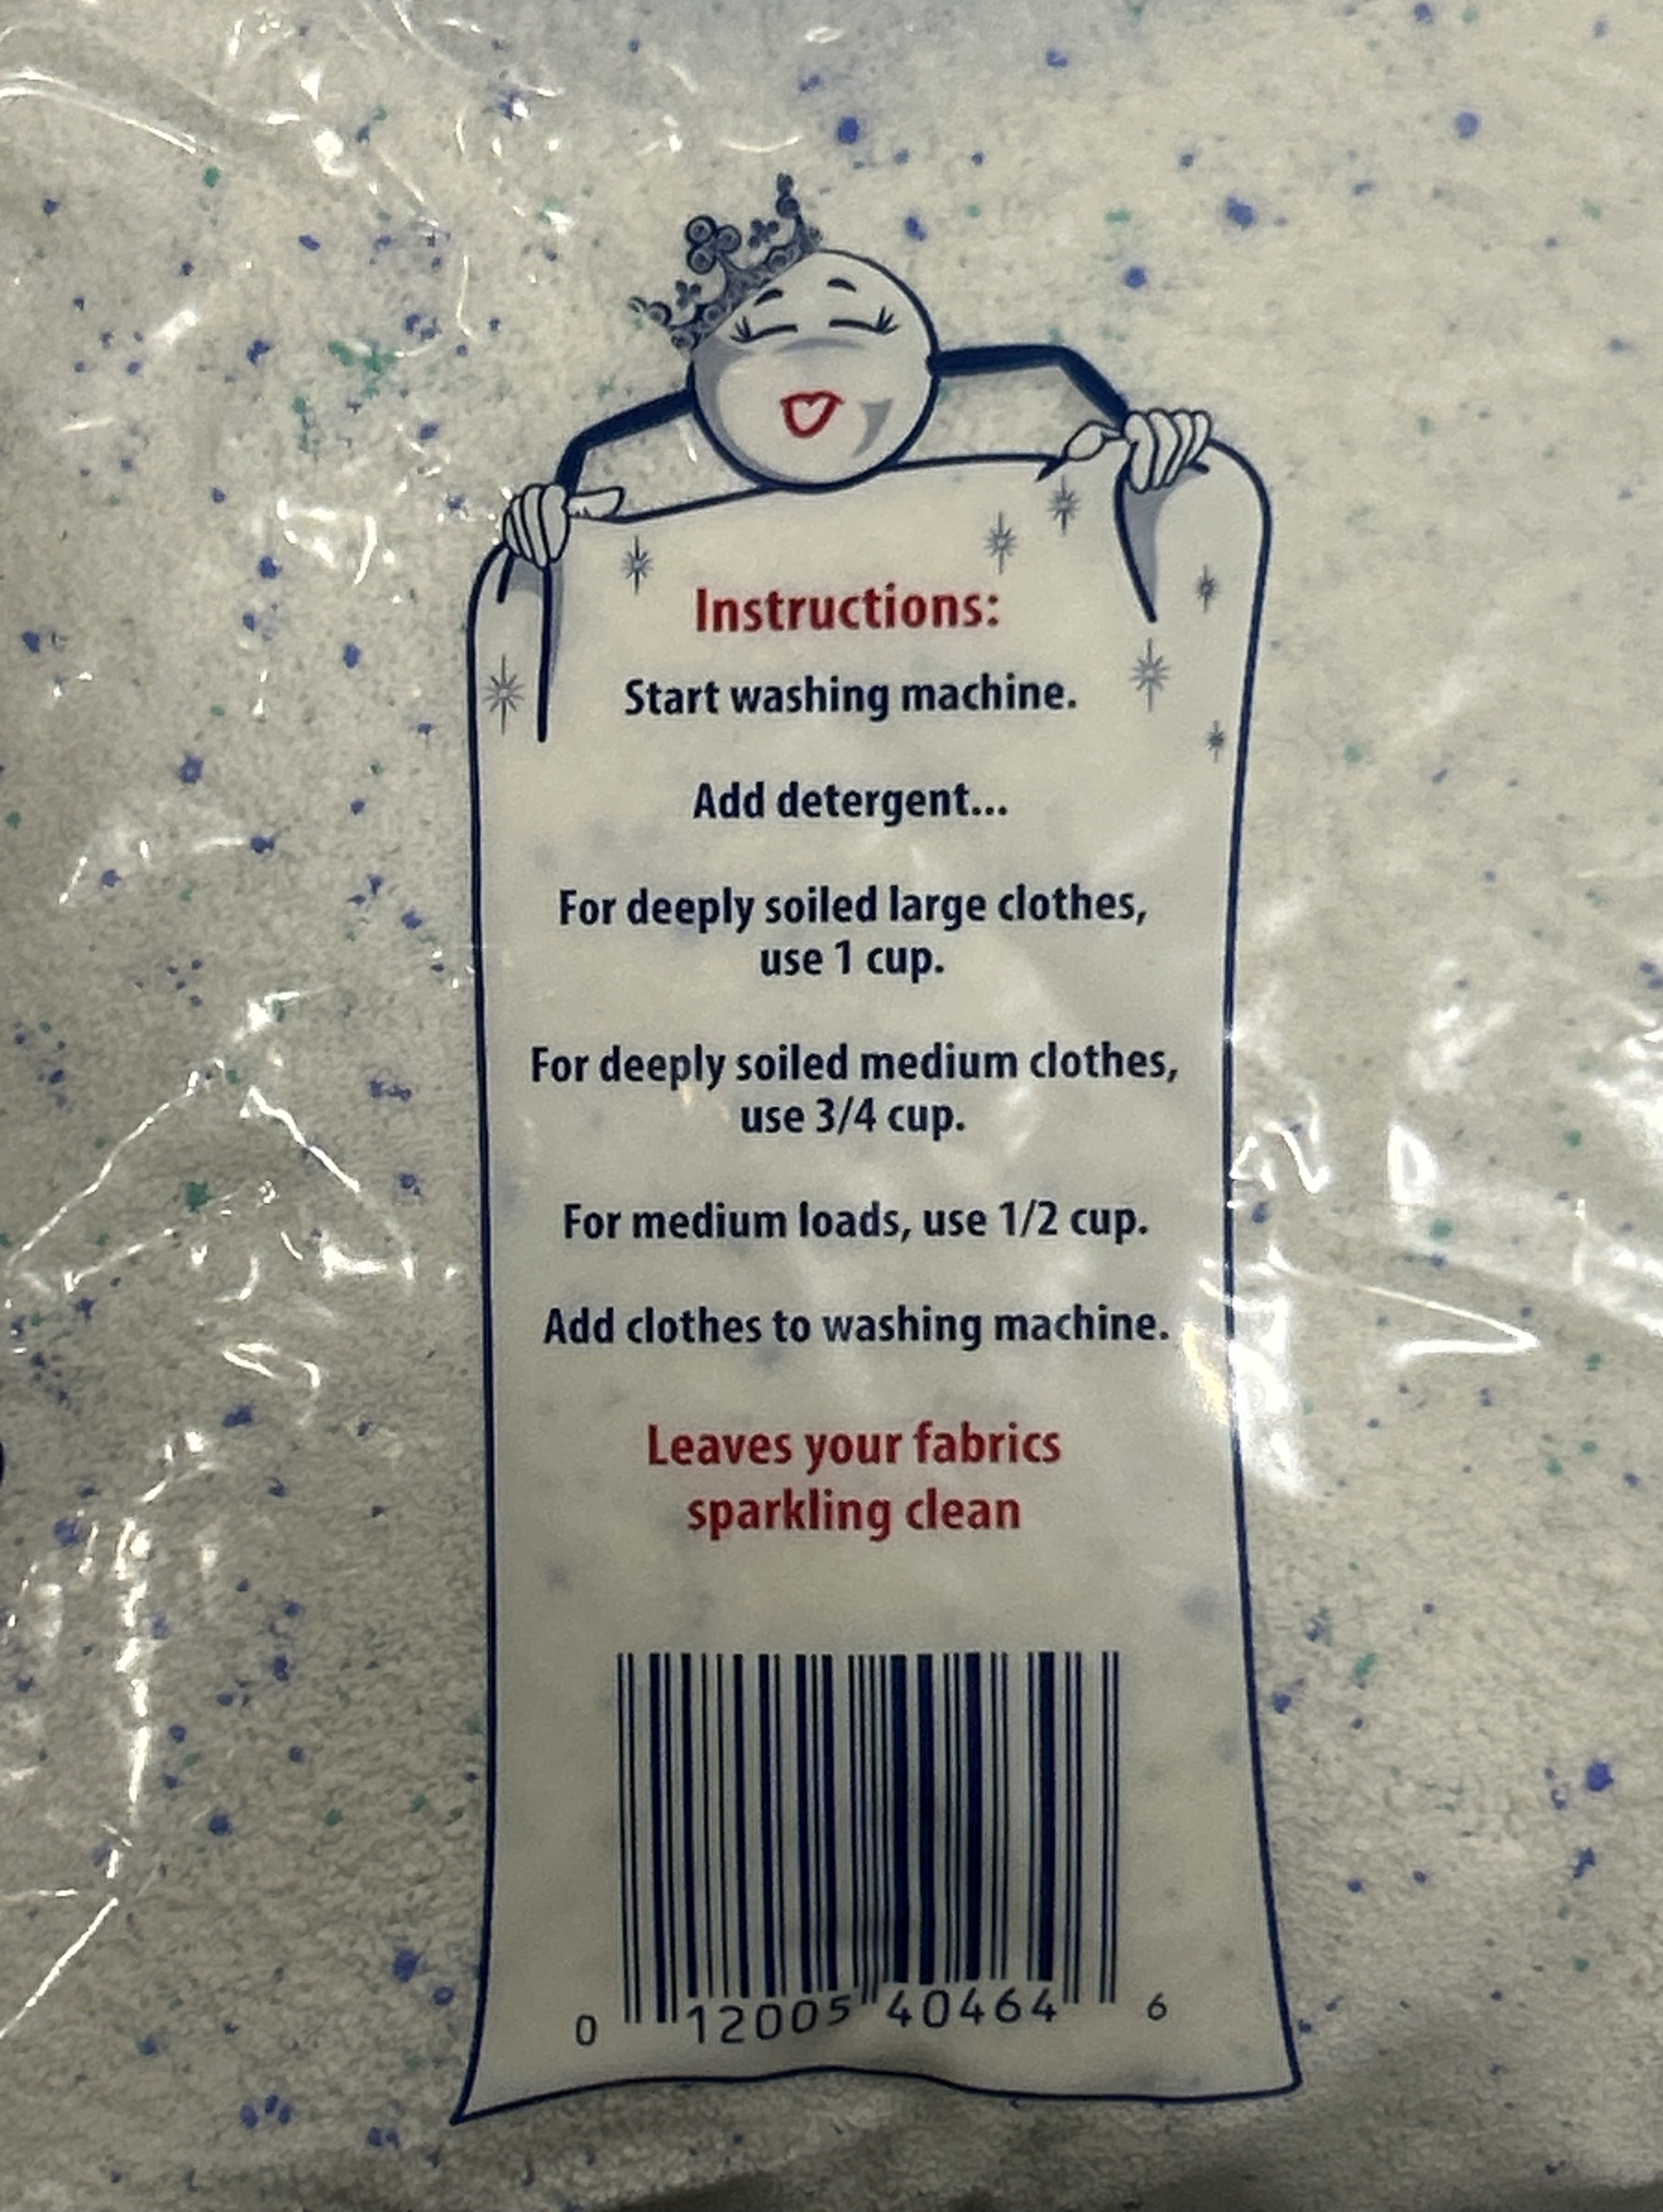 Instructions:
Start washing machine.
Add detergent...
For deeply soiled large clothes,
use 1 cup.
For deeply soiled medium clothes,
use 3/4 cup.
For medium loads, use 1/2 cup.
Add clothes to washing machine.
Leaves your fabrics
sparkling clean
0 12005 40464 6